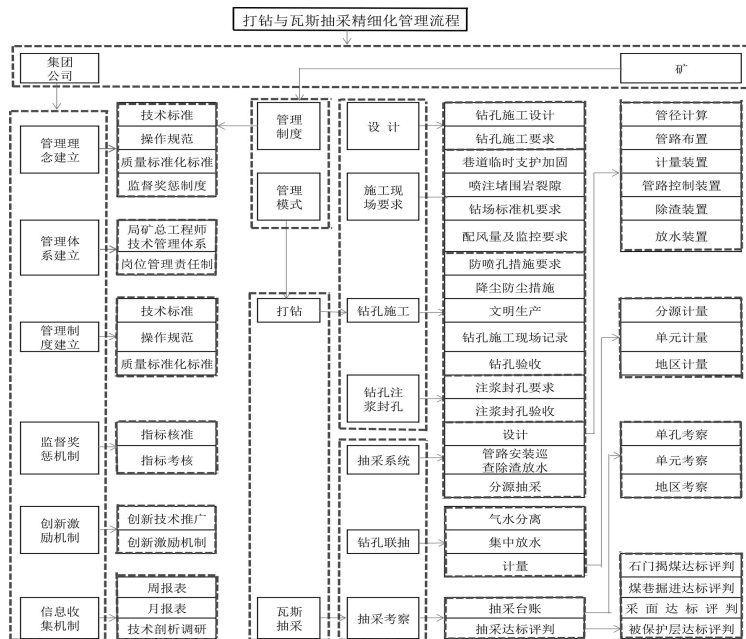 打钻与瓦斯抽采精细化管理流程
集团
公司
矿
管理理
念建立
技术标准
操作规范
质量标准化标准
监督奖惩制度
管理体
系建立
局矿总工程师
技术管理体系
岗位管理责任制
管理制
度建立
技术标准
操作规范
质量标准化标准
监督奖
惩机制
指标核准
指标考核
创新激
励机制
创新技术推广
创新激励机制
信息收
集机制
周报表
月报表
技术剖析调研
管理
制度
管理
模式
打钻
瓦斯
抽采
设计
施工现
场要求
钻孔施工
钻孔注
浆封孔
抽采系统
钻孔联抽
抽采考察
钻孔施工设计
钻孔施工要求
巷道临时支护加固
喷注堵围岩裂隙
钻场标准机要求
配风量及监控要求
防喷孔措施要求
降尘防尘措施
文明生产
钻孔施工现场记录
钻孔验收
注浆封孔要求
注浆封孔验收
设计
管路安装巡
查除渣放水
分源抽采
气水分离
集中放水
计量
抽采台账
抽采达标评判
管径计算
管路布置
计量装置
管路控制装置
除渣装置
放水装置
分源计量
单元计量
地区计量
单孔考察
单元考察
地区考察
石门揭煤达标评判
煤巷掘进达标评判
采面达标评判
被保护层达标评判